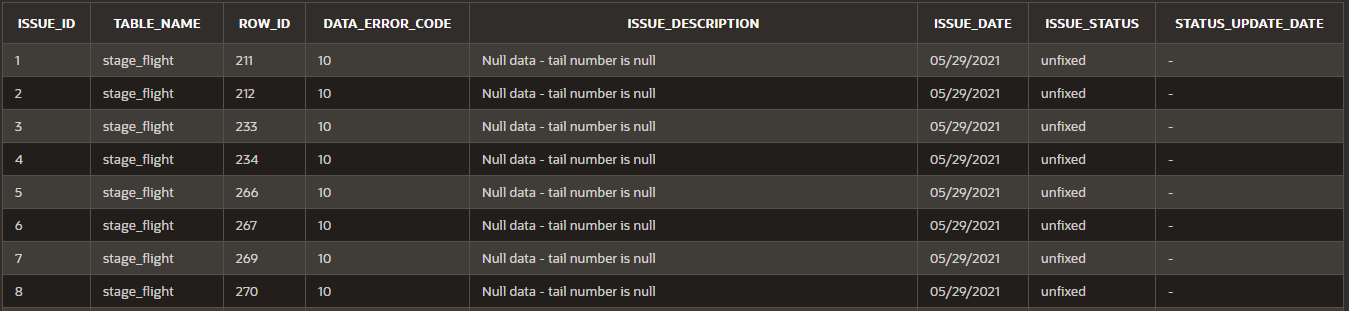 ISSUE_ID TABLE_NAME ROW_ID DATA_ERROR_CODE ISSUE_DESCRIPTION ISSUE_DATE ISSUE_STATUS STATUS_UPDATE_DATE
1 stage_flight 211 10 Null data - tail number is null 05/29/2021 unfixed -
2 stage_flight 212 10 Null data - tail number is null 05/29/2021 unfixed -
3 stage_flight 233 10 Null data - tail number is null 05/29/2021 unfixed -
4 stage_flight 234 10 Null data - tail number is null 05/29/2021 unfixed -
5 stage_flight 266 10 Null data - tail number is null 05/29/2021 unfixed -
6 stage_flight 267 10 Null data - tail number is null 05/29/2021 unfixed -
7 stage_flight 269 10 Null data - tail number is null 05/29/2021 unfixed -
8 stage_flight 270 10 Null data - tail number is null 05/29/2021 unfixed -